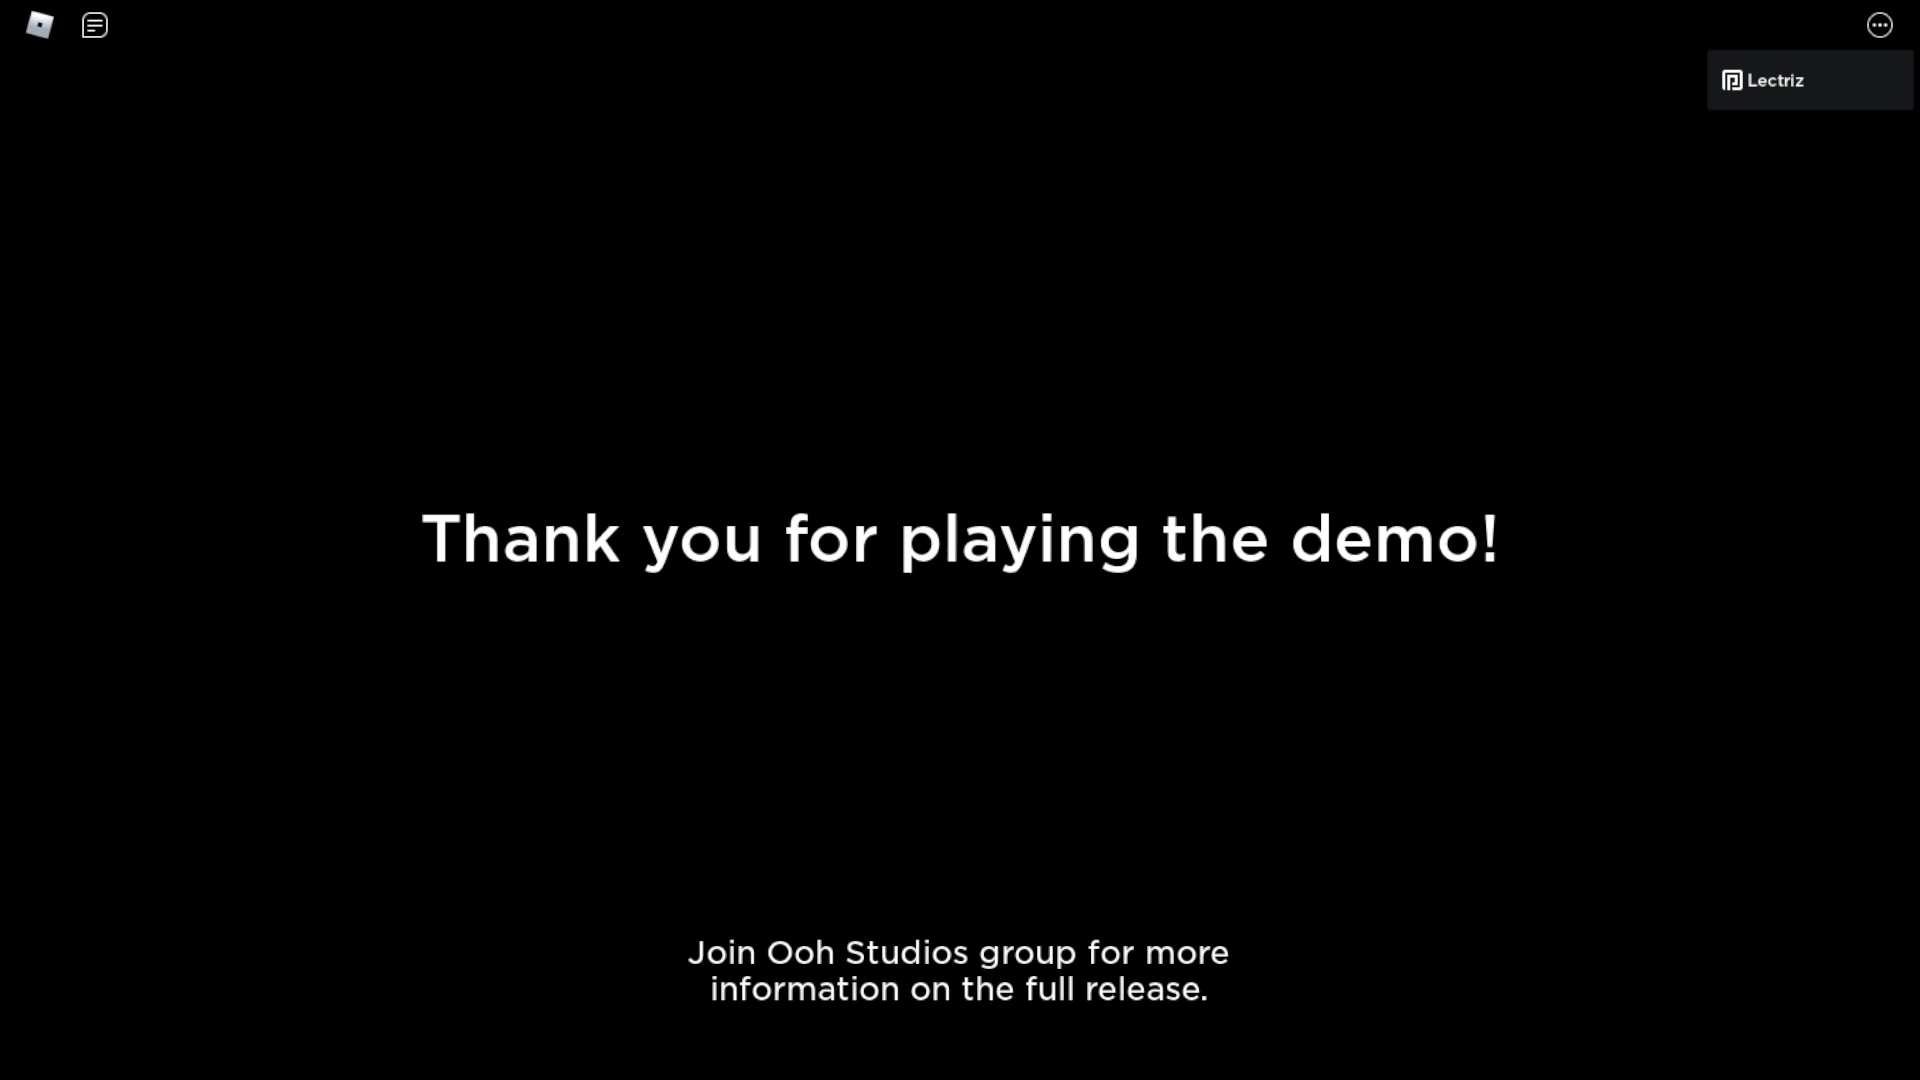 Lectriz
Thank you for playing the demo!
Join Ooh Studios group for more
information on the full release.